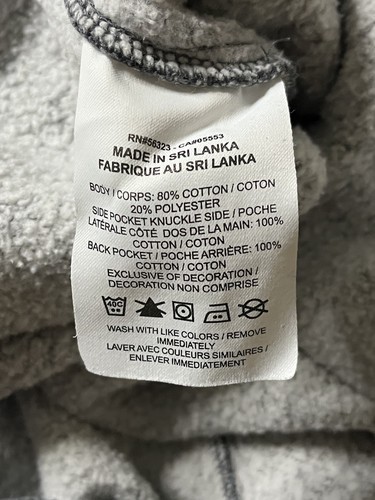 RN#56323 - CA#05553
MADE IN SRI LANKA
FABRIQUE AU SRI LANKA
BODY / CORPS: 80% COTTON / COTON
20% POLYESTER
SIDE POCKET KNUCKLE SIDE / POCHE
LATÉRALE CÔTÉ DOS DE LA MAIN: 100%
COTTON / COTON
BACK POCKET / POCHE ARRIÈRE: 100%
COTTON / COTON
EXCLUSIVE OF DECORATION /
DECORATION NON COMPRISE
40C
WASH WITH LIKE COLORS / REMOVE
IMMEDIATELY
LAVER AVEC COULEURS SIMILAIRES /
ENLEVER IMMEDIATEMENT